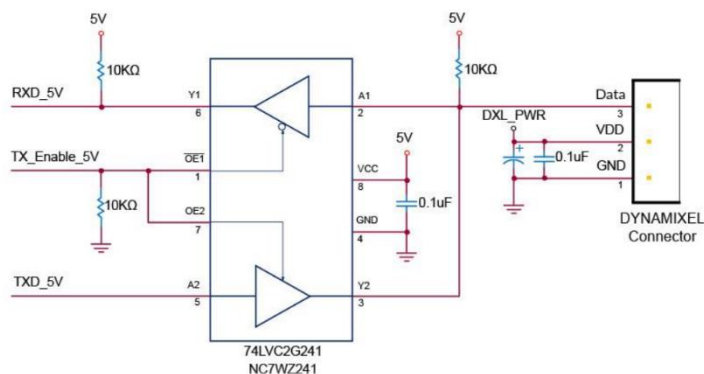 5V
5V
10KΩ
10KΩ
RXD_5V
Y1
6
A1
2
Data
3
DXL_PWR
VDD
2
TX_Enable_5V
OE1
1
5V
VCC
8
+
0.1uF
GND
1
10KΩ
OE2
7
0.1uF
GND
4
DYNAMIXEL
Connector
TXD_5V
A2
5
Y2
3
74LVC2G241
NC7WZ241